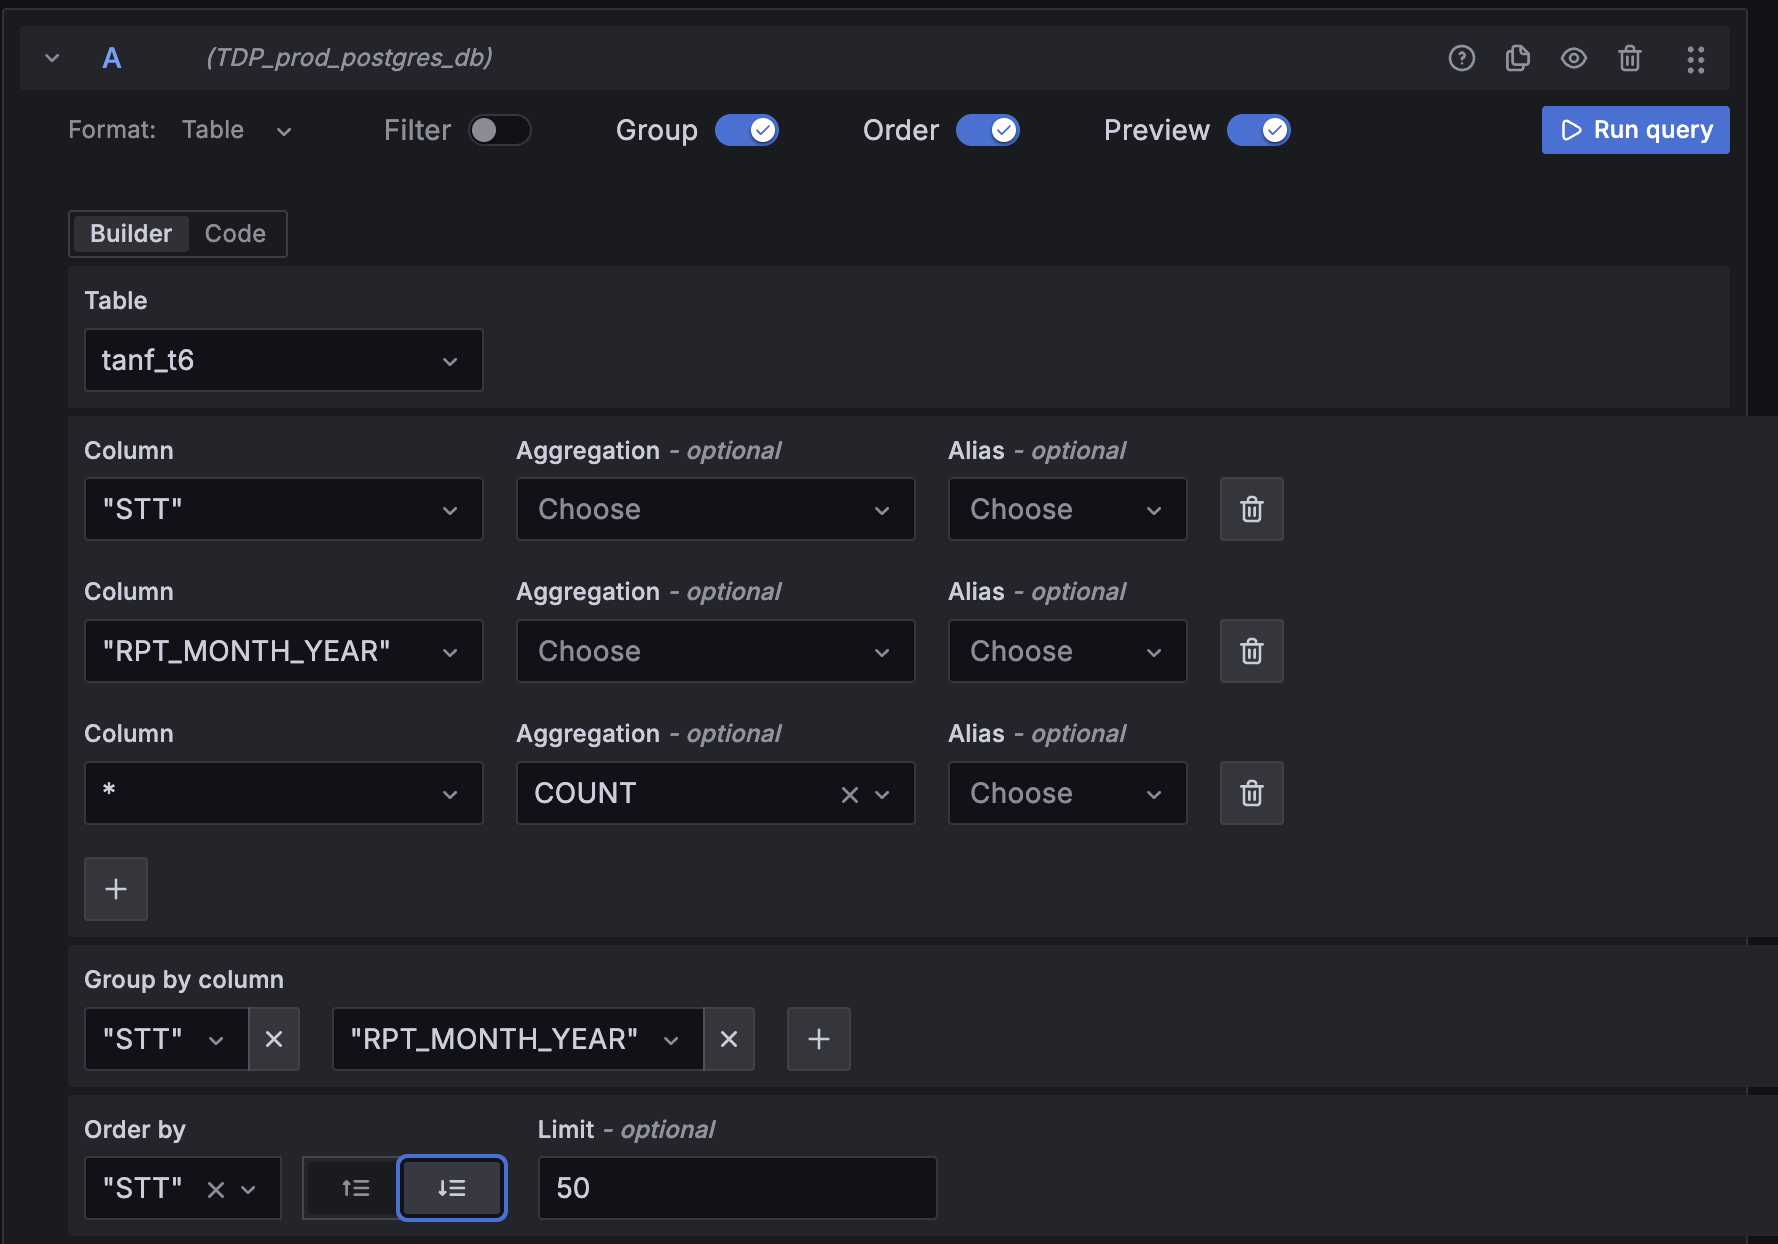 A (TDP_prod_postgres_db)
Format: Table Filter Group Order Preview Run query
Builder Code
Table
tanf_t6
Column Aggregation - optional Alias - optional
"STT" Choose Choose
Column Aggregation - optional Alias - optional
"RPT_MONTH_YEAR" Choose Choose
Column Aggregation - optional Alias - optional
* COUNT Choose
Group by column
"STT" "RPT_MONTH_YEAR"
Order by Limit - optional
"STT" 50